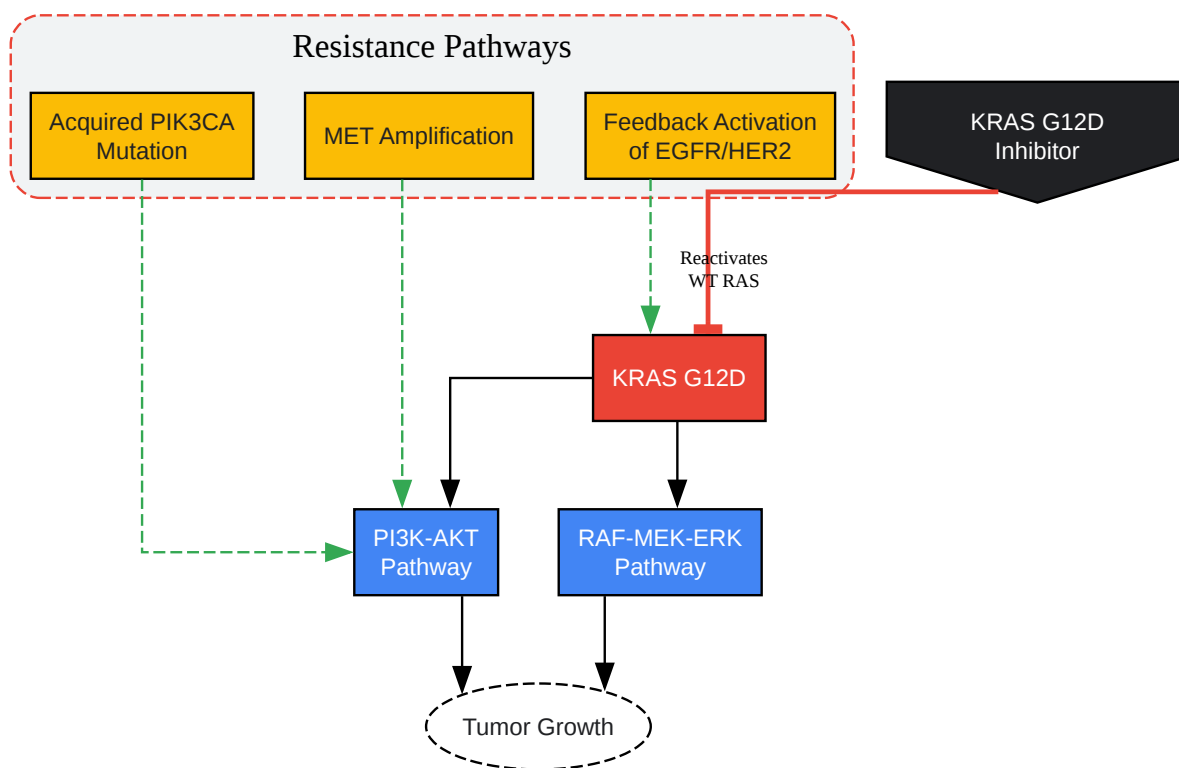 Resistance Pathways
Acquired PIK3CA
Mutation
MET Amplification
Feedback Activation
of EGFR/HER2
KRAS G12D
Inhibitor
Reactivates
WT RAS
KRAS G12D
PI3K-AKT
Pathway
RAF-MEK-ERK
Pathway
Tumor Growth